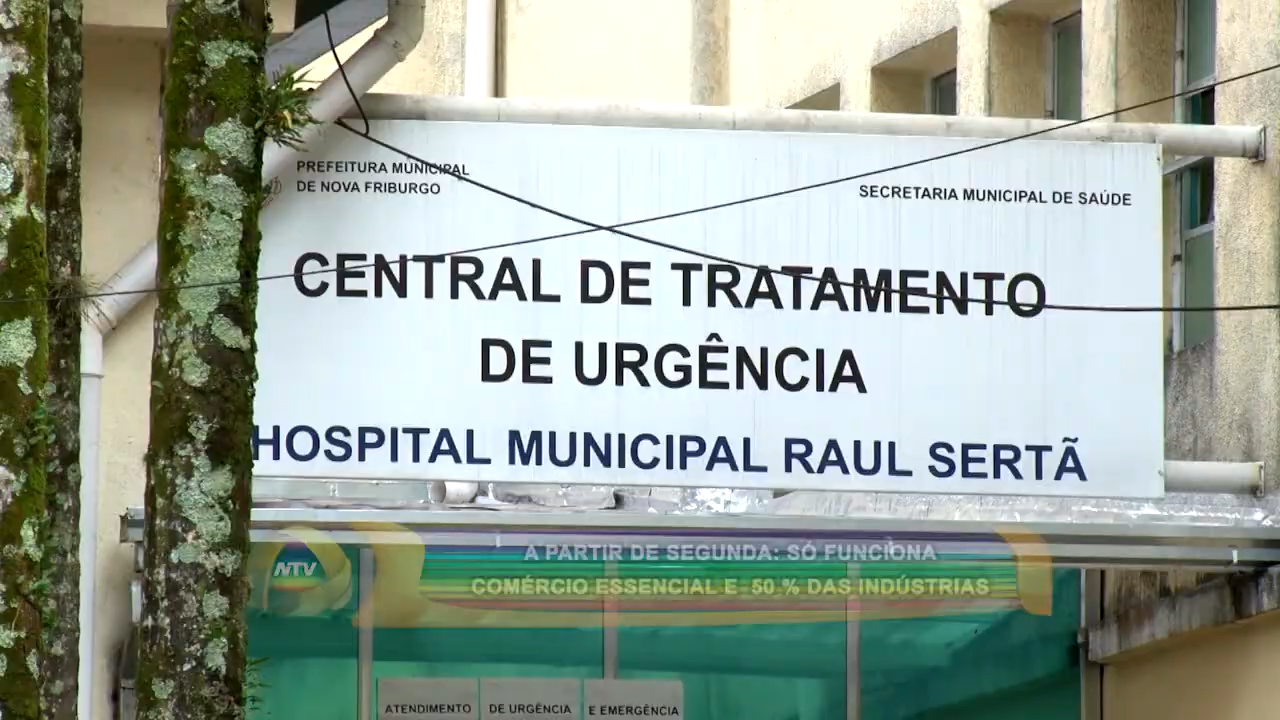 PREFEITURA MUNICIPAL
DE NOVA FRIBURGO
SECRETARIA MUNICIPAL DE SAÚDE
CENTRAL DE TRATAMENTO
DE URGÊNCIA
HOSPITAL MUNICIPAL RAUL SERTÃ
NTV
A PARTIR DE SEGUNDA: SÓ FUNCIONA
COMÉRCIO ESSENCIAL E 50 % DAS INDÚSTRIAS
ATENDIMENTO DE URGÊNCIA E EMERGÊNCIA